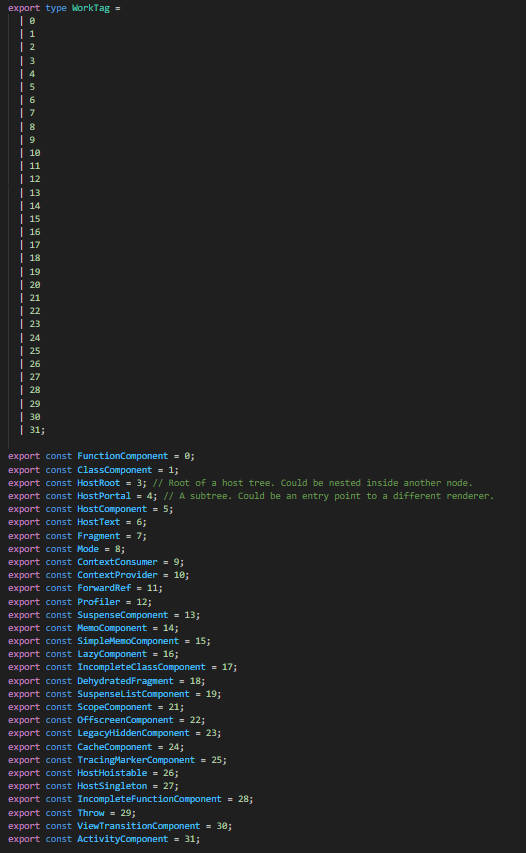 export type WorkTag =
| 0
| 1
| 2
| 3
| 4
| 5
| 6
| 7
| 8
| 9
| 10
| 11
| 12
| 13
| 14
| 15
| 16
| 17
| 18
| 19
| 20
| 21
| 22
| 23
| 24
| 25
| 26
| 27
| 28
| 29
| 30
| 31;
export const FunctionComponent = 0;
export const ClassComponent = 1;
export const HostRoot = 3; // Root of a host tree. Could be nested inside another node.
export const HostPortal = 4; // A subtree. Could be an entry point to a different renderer.
export const HostComponent = 5;
export const HostText = 6;
export const Fragment = 7;
export const Mode = 8;
export const ContextConsumer = 9;
export const ContextProvider = 10;
export const ForwardRef = 11;
export const Profiler = 12;
export const SuspenseComponent = 13;
export const MemoComponent = 14;
export const SimpleMemoComponent = 15;
export const LazyComponent = 16;
export const IncompleteClassComponent = 17;
export const DehydratedFragment = 18;
export const SuspenseListComponent = 19;
export const ScopeComponent = 21;
export const OffscreenComponent = 22;
export const LegacyHiddenComponent = 23;
export const CacheComponent = 24;
export const TracingMarkerComponent = 25;
export const HostHoistable = 26;
export const HostSingleton = 27;
export const IncompleteFunctionComponent = 28;
export const Throw = 29;
export const ViewTransitionComponent = 30;
export const ActivityComponent = 31;